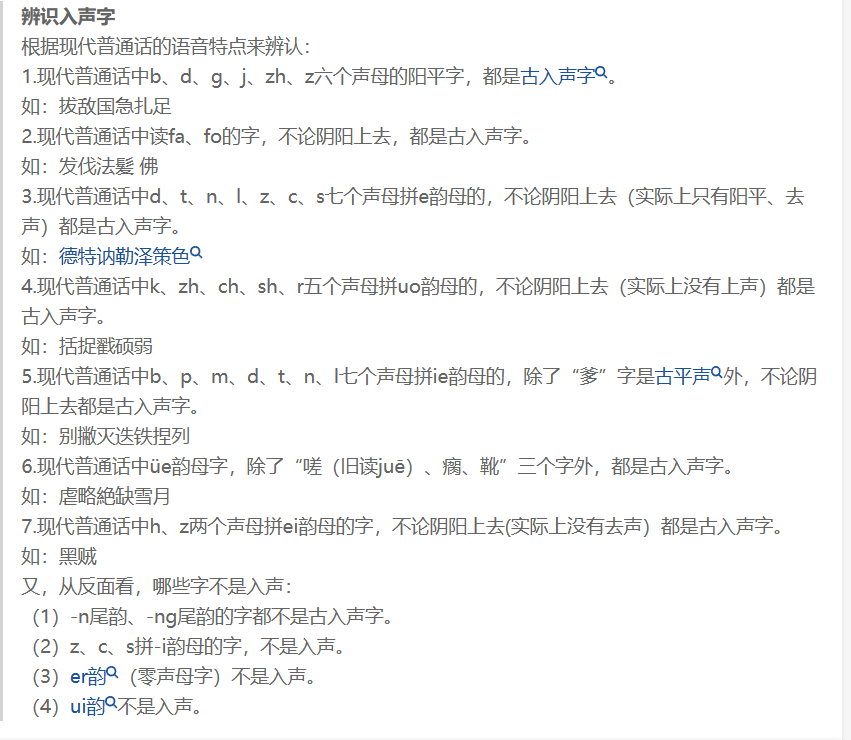 辨识入声字
根据现代普通话的语音特点来辨认：
1.现代普通话中b、d、g、j、zh、z六个声母的阳平字，都是古入声字。
如：拔敌国急扎足
2.现代普通话中读fa、fo的字，不论阴阳上去，都是古入声字。
如：发伐法髮 佛
3.现代普通话中d、t、n、l、z、c、s七个声母拼e韵母的，不论阴阳上去（实际上只有阳平、去
声）都是古入声字。
如：德特讷勒泽策色
4.现代普通话中k、zh、ch、sh、r五个声母拼uo韵母的，不论阴阳上去（实际上没有上声）都是
古入声字。
如：括捉戳硕弱
5.现代普通话中b、p、m、d、t、n、l七个声母拼ie韵母的，除了“爹”字是古平声外，不论阴
阳上去都是古入声字。
如：别撇灭迭铁捏列
6.现代普通话中üe韵母字，除了“嗟（旧读juē）、瘸、靴”三个字外，都是古入声字。
如：虐略絶缺雪月
7.现代普通话中h、z两个声母拼ei韵母的字，不论阴阳上去(实际上没有去声）都是古入声字。
如：黑贼
又，从反面看，哪些字不是入声：
（1）-n尾韵、-ng尾韵的字都不是古入声字。
（2）z、c、s拼-i韵母的字，不是入声。
（3）er韵（零声母字）不是入声。
（4）ui韵不是入声。